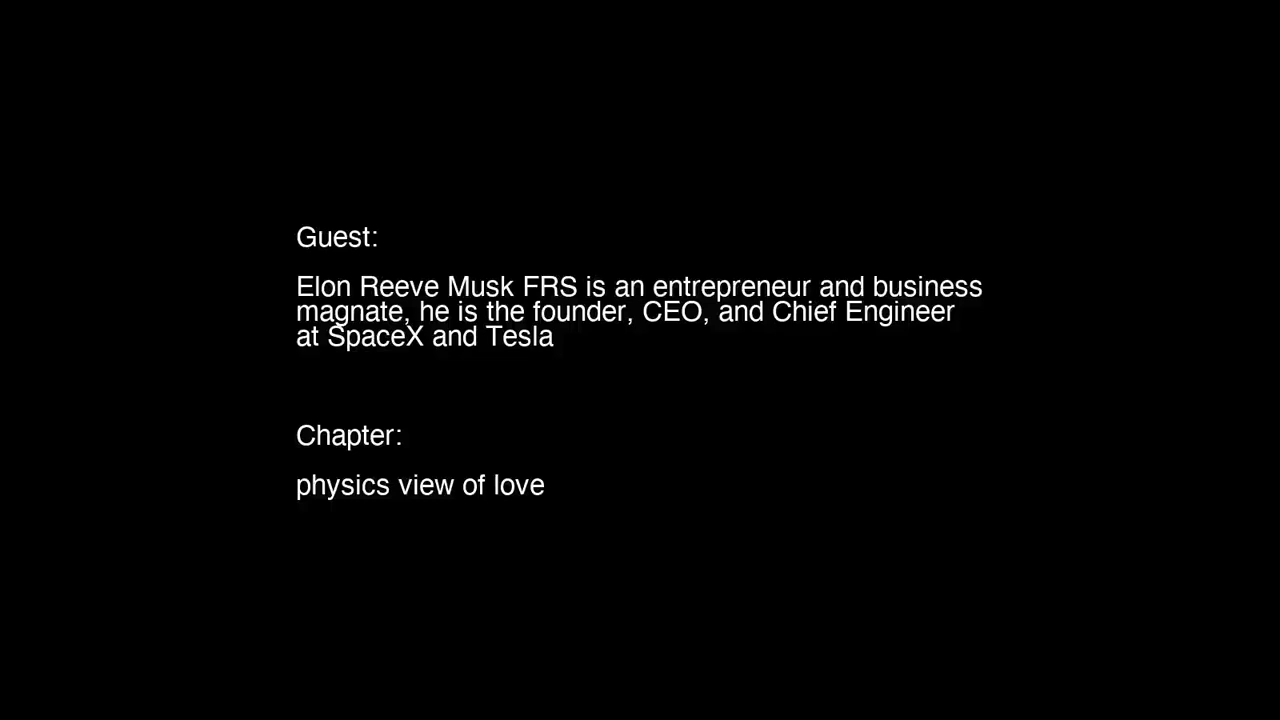 Guest:
Elon Reeve Musk FRS is an entrepreneur and business
magnate, he is the founder, CEO, and Chief Engineer
at SpaceX and Tesla
Chapter:
physics view of love